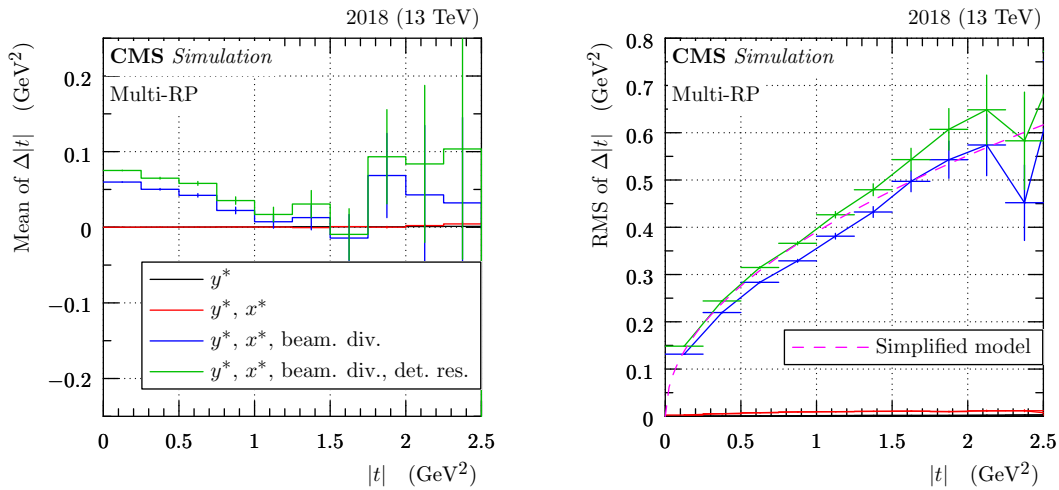 2018 (13 TeV)
CMS Simulation
Multi-RP
Mean of Δ|t| (GeV²)
0.2
0.1
0
−0.1
−0.2
y*
y*, x*
y*, x*, beam. div.
y*, x*, beam. div., det. res.
0 0.5 1 1.5 2 2.5
|t| (GeV²)
2018 (13 TeV)
CMS Simulation
Multi-RP
RMS of Δ|t| (GeV²)
0.8
0.7
0.6
0.5
0.4
0.3
0.2
0.1
0
Simplified model
0 0.5 1 1.5 2 2.5
|t| (GeV²)